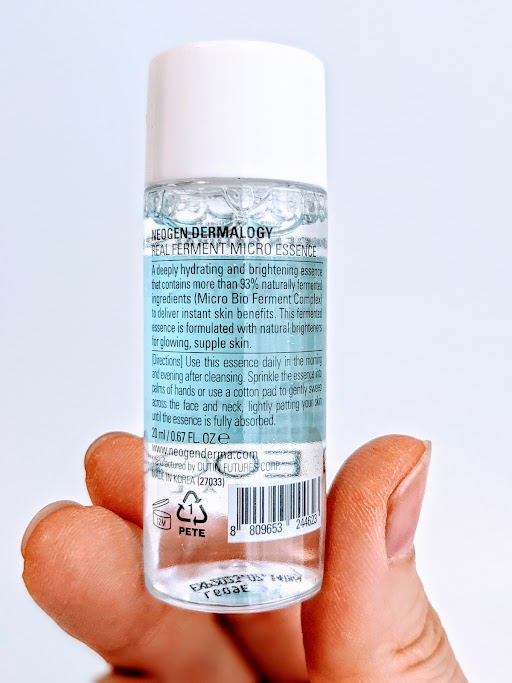 NEOGEN DERMALOGY
REAL FERMENT MICRO ESSENCE
A deeply hydrating and brightening essence
that contains more than 93% naturally fermented
ingredients (Micro Bio Ferment Complex)
to deliver instant skin benefits. This fermented
essence is formulated with natural brighteners
for glowing, supple skin.
[Directions] Use this essence daily in the morning
and evening after cleansing. Sprinkle the essence into
palms of hands or use a cotton pad to gently sweep
across the face and neck, lightly patting your skin
until the essence is fully absorbed.
20 ml / 0.67 FL. OZ ℮
www.neogenderma.com
Manufactured by OUTIN FUTURES CORP.
MADE IN KOREA (27033)
12M
1
PETE
8 809653 244623